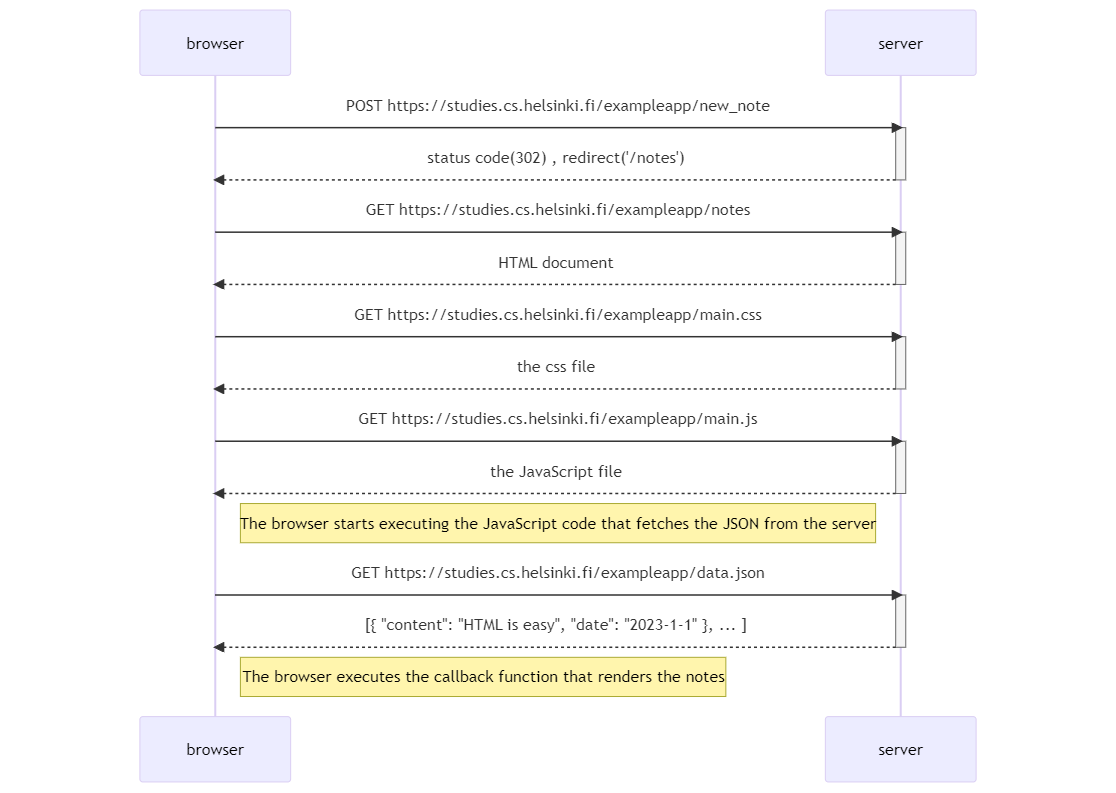 browser
server
POST https://studies.cs.helsinki.fi/exampleapp/new_note
status code(302) , redirect('/notes')
GET https://studies.cs.helsinki.fi/exampleapp/notes
HTML document
GET https://studies.cs.helsinki.fi/exampleapp/main.css
the css file
GET https://studies.cs.helsinki.fi/exampleapp/main.js
the JavaScript file
The browser starts executing the JavaScript code that fetches the JSON from the server
GET https://studies.cs.helsinki.fi/exampleapp/data.json
[{ "content": "HTML is easy", "date": "2023-1-1" }, ... ]
The browser executes the callback function that renders the notes
browser
server